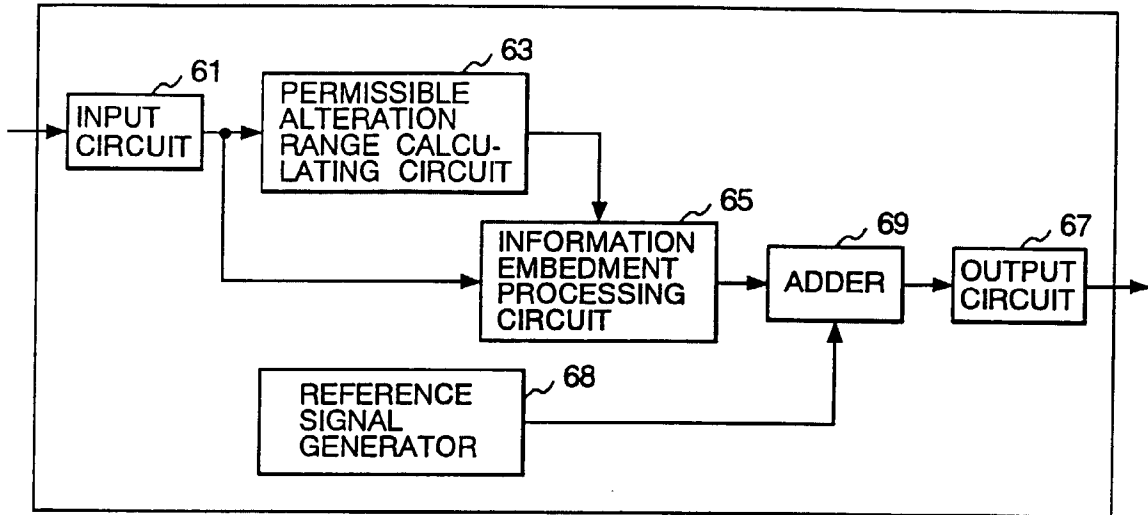 61
INPUT
CIRCUIT
63
PERMISSIBLE
ALTERATION
RANGE CALCU-
LATING CIRCUIT
65
INFORMATION
EMBEDMENT
PROCESSING
CIRCUIT
69
ADDER
67
OUTPUT
CIRCUIT
68
REFERENCE
SIGNAL
GENERATOR